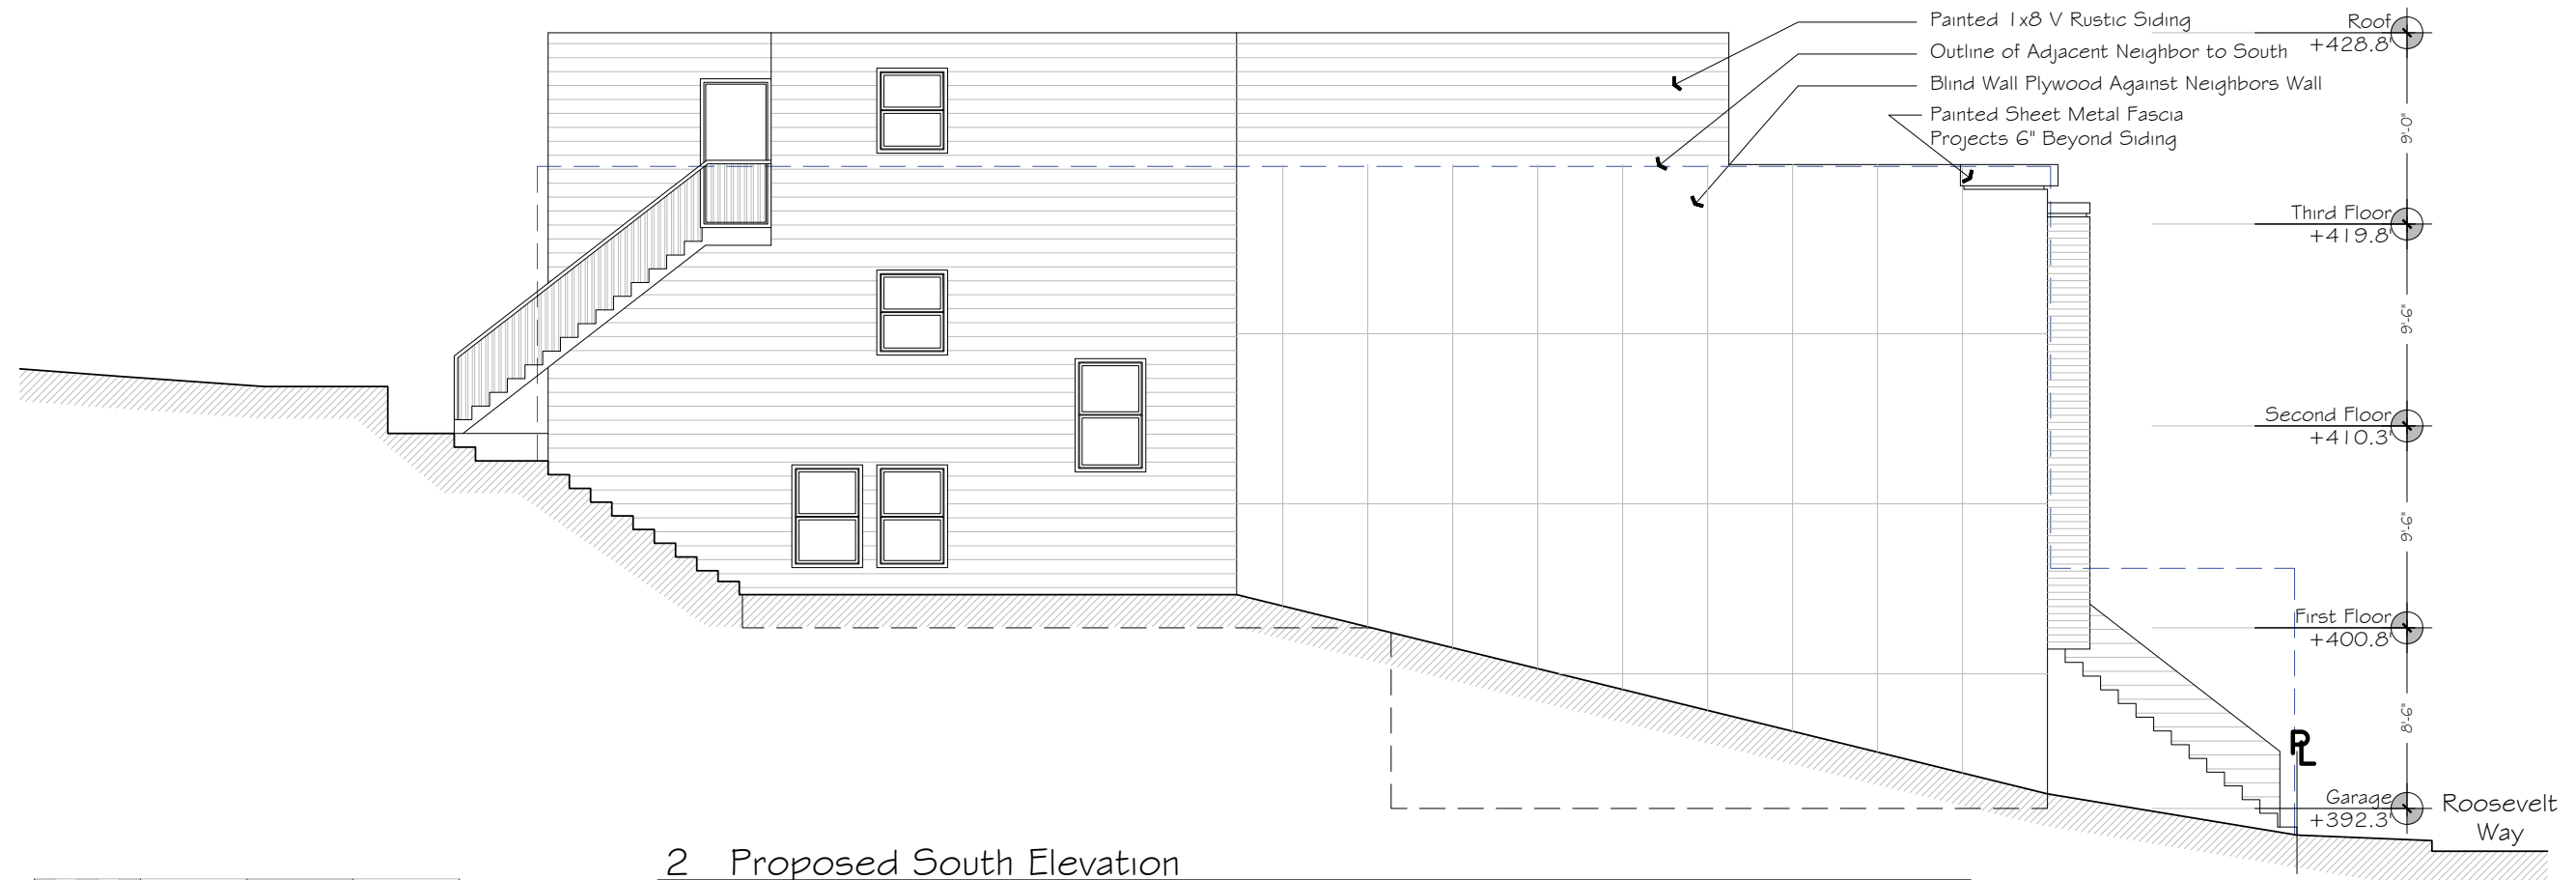 Painted 1x8 V Rustic Siding
Outline of Adjacent Neighbor to South
Blind Wall Plywood Against Neighbors Wall
Painted Sheet Metal Fascia
Projects 6" Beyond Siding
Roof
+428.8'
9'-0"
Third Floor
+419.8'
9'-6"
Second Floor
+410.3'
9'-6"
First Floor
+400.8'
8'-6"
PL
Garage
+392.3'
Roosevelt
Way
2 Proposed South Elevation